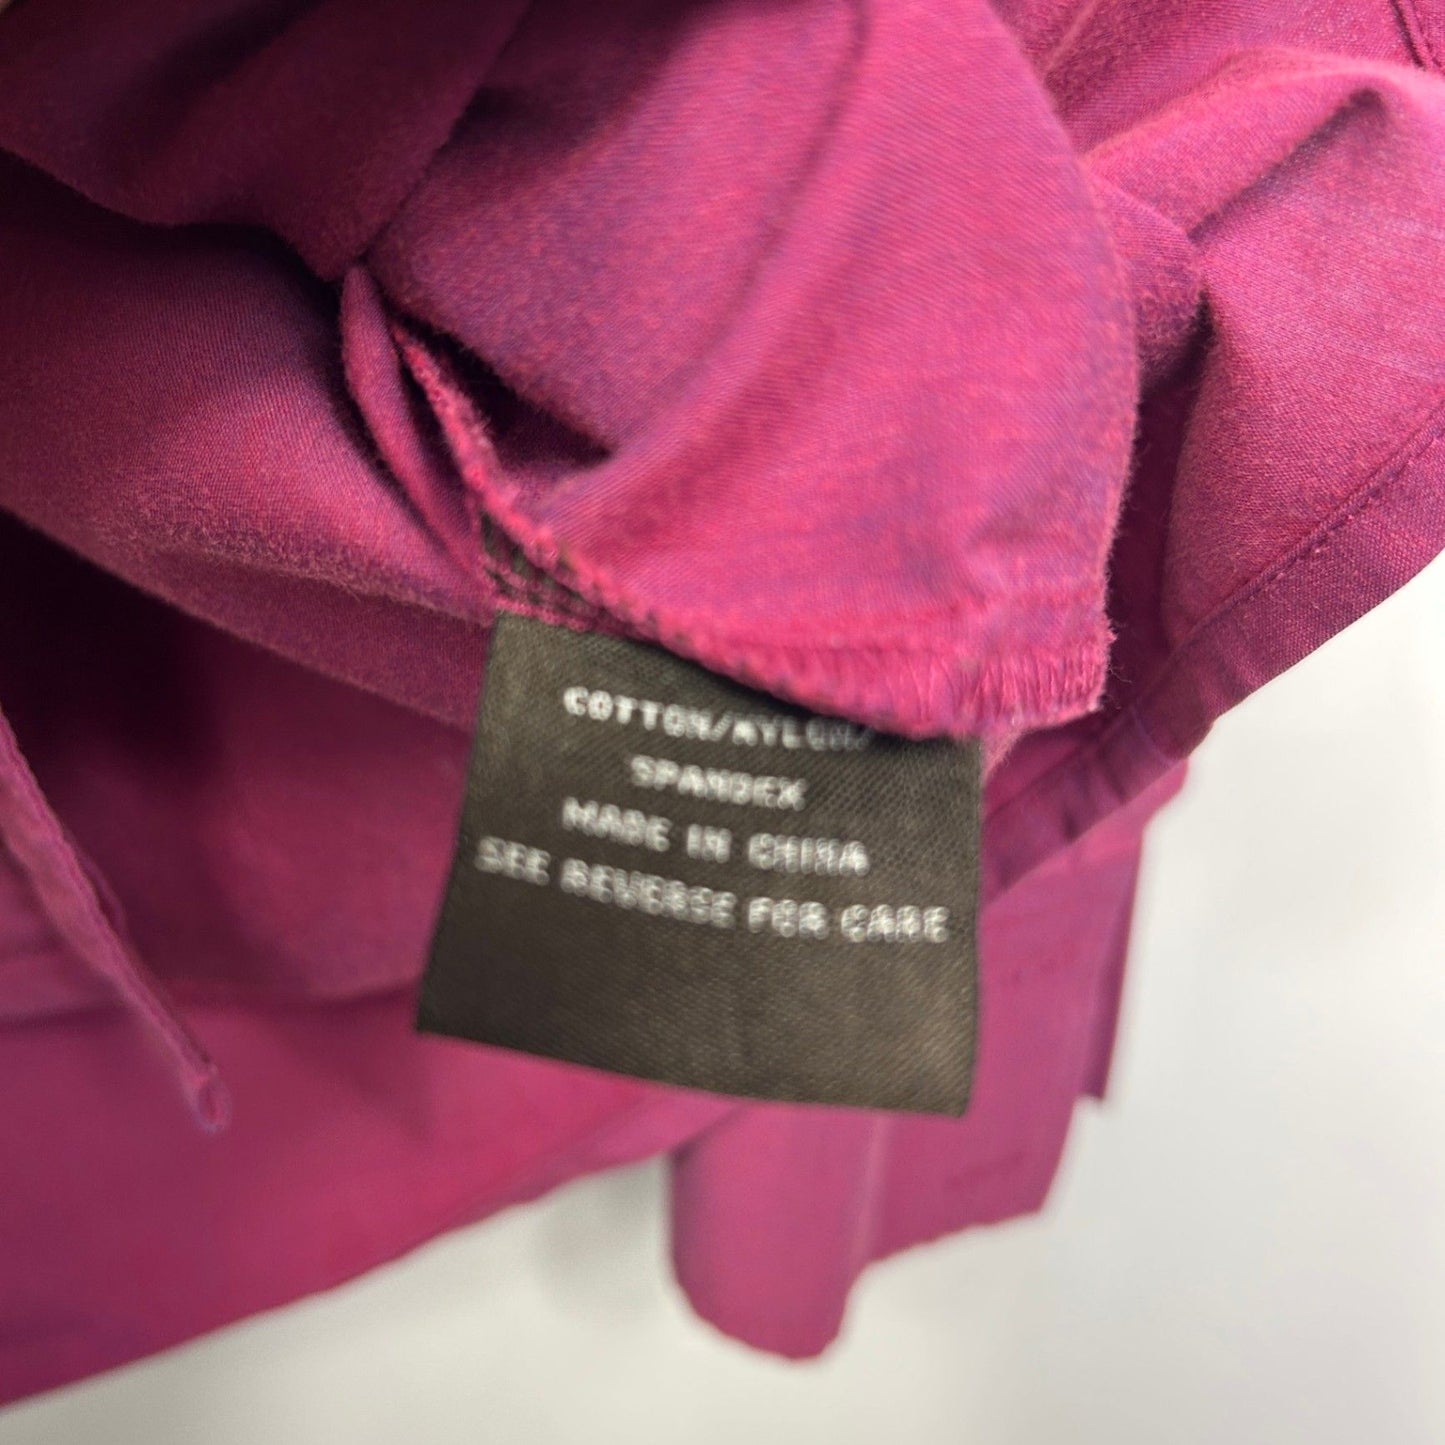 COTTON/NYLON/
SPANDEX
MADE IN CHINA
SEE REVERSE FOR CARE